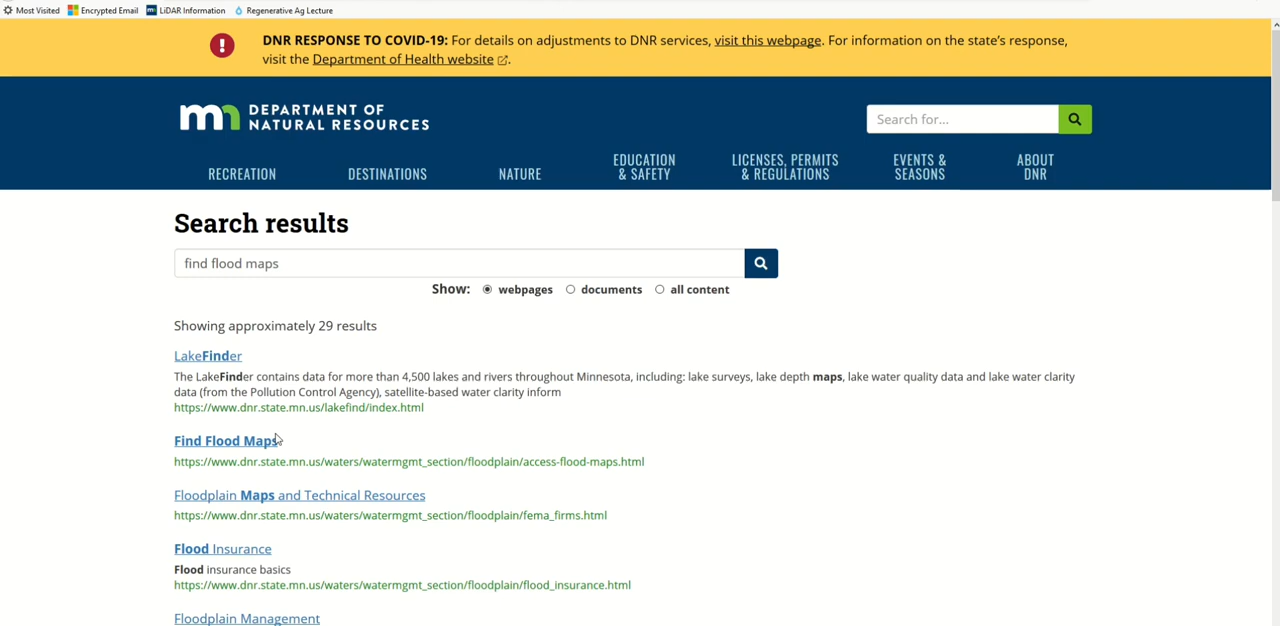 Most Visited Encrypted Email LiDAR Information Regenerative Ag Lecture
DNR RESPONSE TO COVID-19: For details on adjustments to DNR services, visit this webpage. For information on the state's response,
visit the Department of Health website.
mn DEPARTMENT OF
NATURAL RESOURCES
Search for...
RECREATION DESTINATIONS NATURE EDUCATION & SAFETY LICENSES, PERMITS & REGULATIONS EVENTS & SEASONS ABOUT DNR
Search results
find flood maps
Show: webpages documents all content
Showing approximately 29 results
LakeFinder
The LakeFinder contains data for more than 4,500 lakes and rivers throughout Minnesota, including: lake surveys, lake depth maps, lake water quality data and lake water clarity
data (from the Pollution Control Agency), satellite-based water clarity inform
https://www.dnr.state.mn.us/lakefind/index.html
Find Flood Maps
https://www.dnr.state.mn.us/waters/watermgmt_section/floodplain/access-flood-maps.html
Floodplain Maps and Technical Resources
https://www.dnr.state.mn.us/waters/watermgmt_section/floodplain/fema_firms.html
Flood Insurance
Flood insurance basics
https://www.dnr.state.mn.us/waters/watermgmt_section/floodplain/flood_insurance.html
Floodplain Management